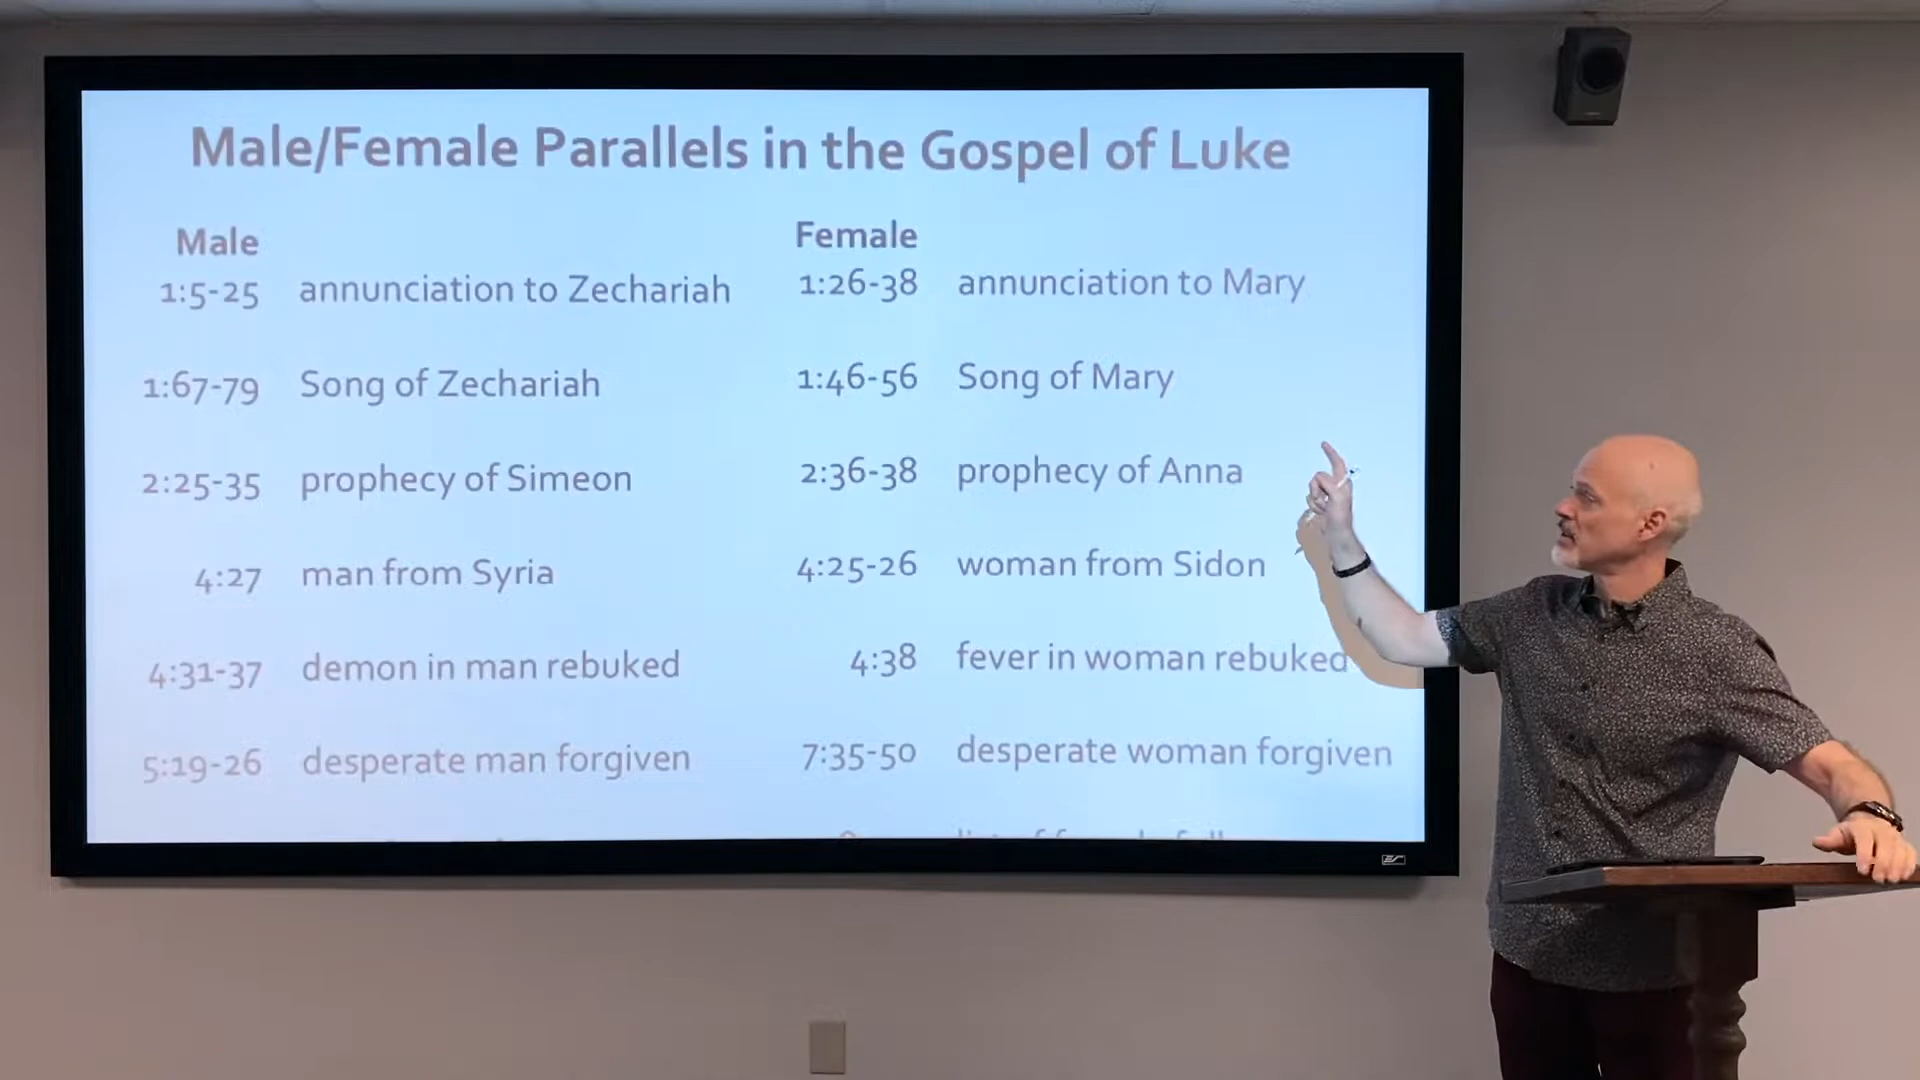 Male/Female Parallels in the Gospel of Luke
Male Female
1:5-25 annunciation to Zechariah 1:26-38 annunciation to Mary
1:67-79 Song of Zechariah 1:46-56 Song of Mary
2:25-35 prophecy of Simeon 2:36-38 prophecy of Anna
4:27 man from Syria 4:25-26 woman from Sidon
4:31-37 demon in man rebuked 4:38 fever in woman rebuked
5:19-26 desperate man forgiven 7:35-50 desperate woman forgiven